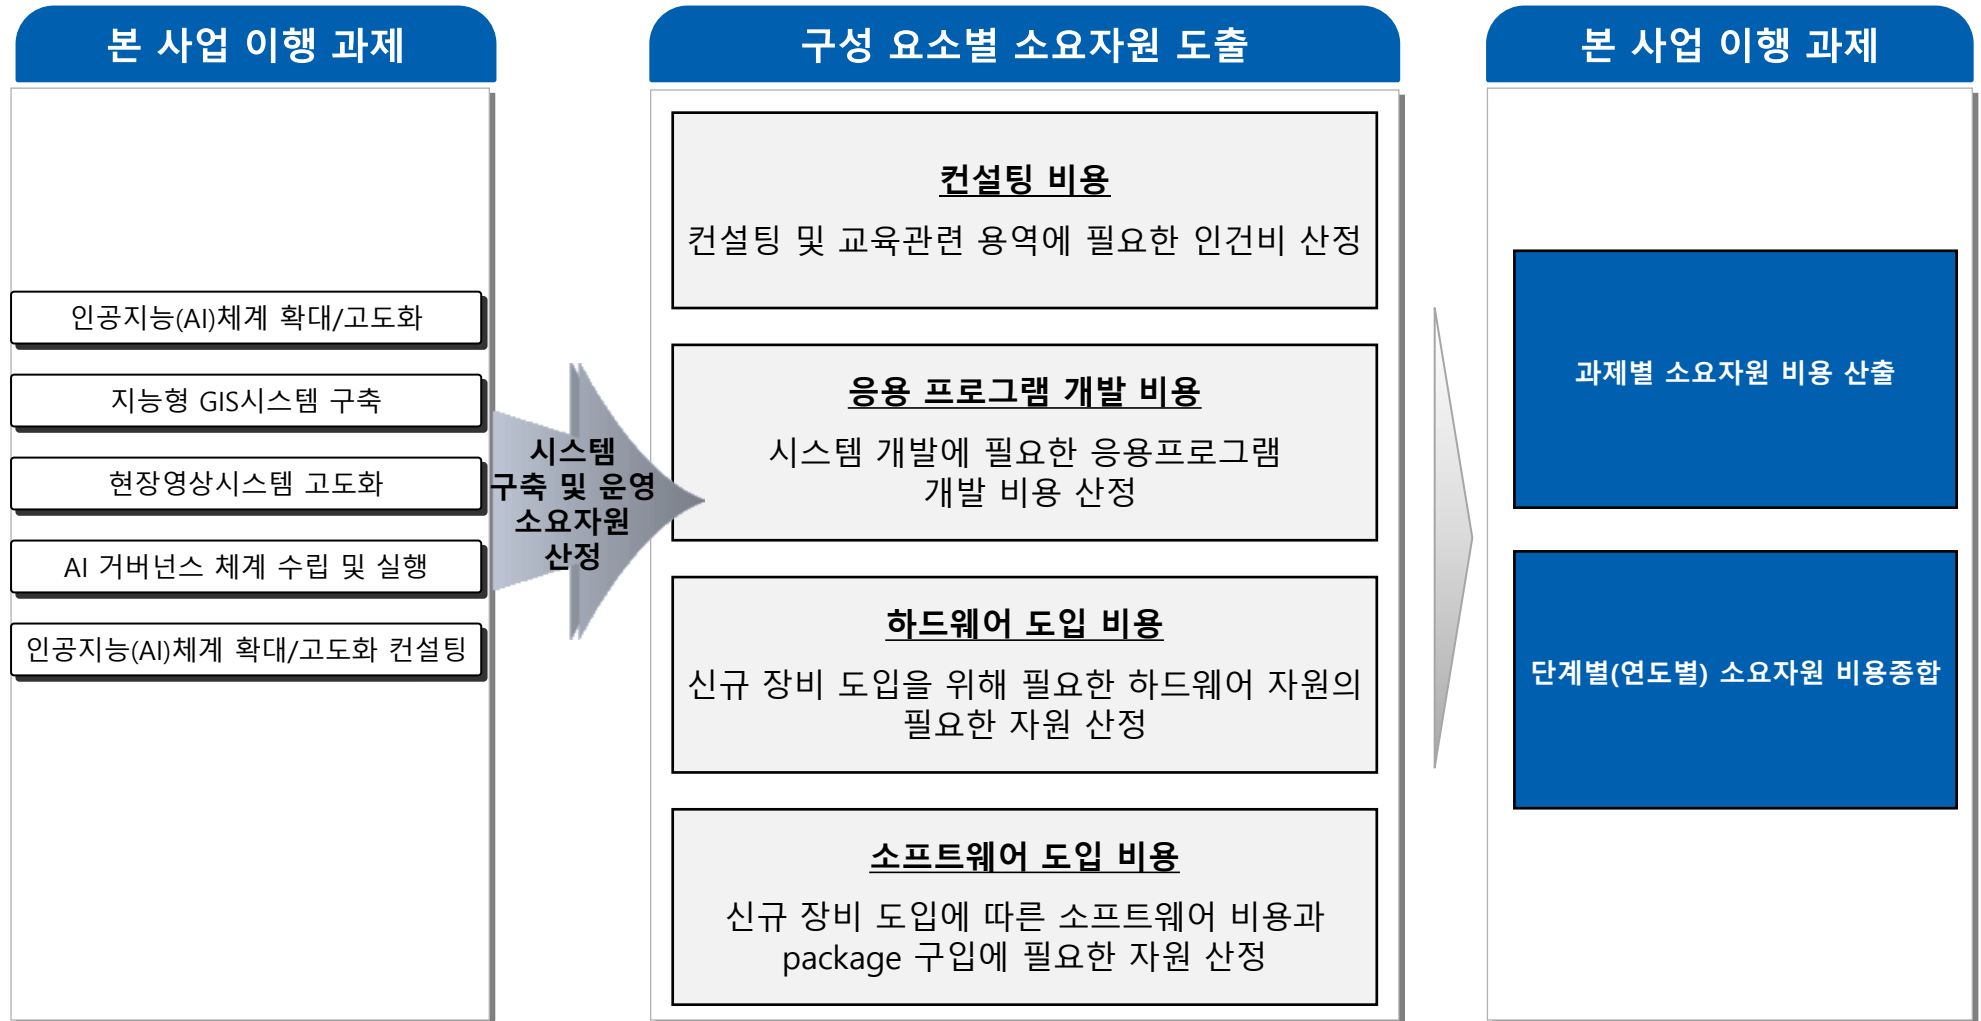 본 사업 이행 과제
인공지능(AI)체계 확대/고도화
지능형 GIS시스템 구축
현장영상시스템 고도화
AI 거버넌스 체계 수립 및 실행
인공지능(AI)체계 확대/고도화 컨설팅
시스템
구축 및 운영
소요자원
산정
구성 요소별 소요자원 도출
컨설팅 비용
컨설팅 및 교육관련 용역에 필요한 인건비 산정
응용 프로그램 개발 비용
시스템 개발에 필요한 응용프로그램
개발 비용 산정
하드웨어 도입 비용
신규 장비 도입을 위해 필요한 하드웨어 자원의
필요한 자원 산정
소프트웨어 도입 비용
신규 장비 도입에 따른 소프트웨어 비용과
package 구입에 필요한 자원 산정
본 사업 이행 과제
과제별 소요자원 비용 산출
단계별(연도별) 소요자원 비용종합